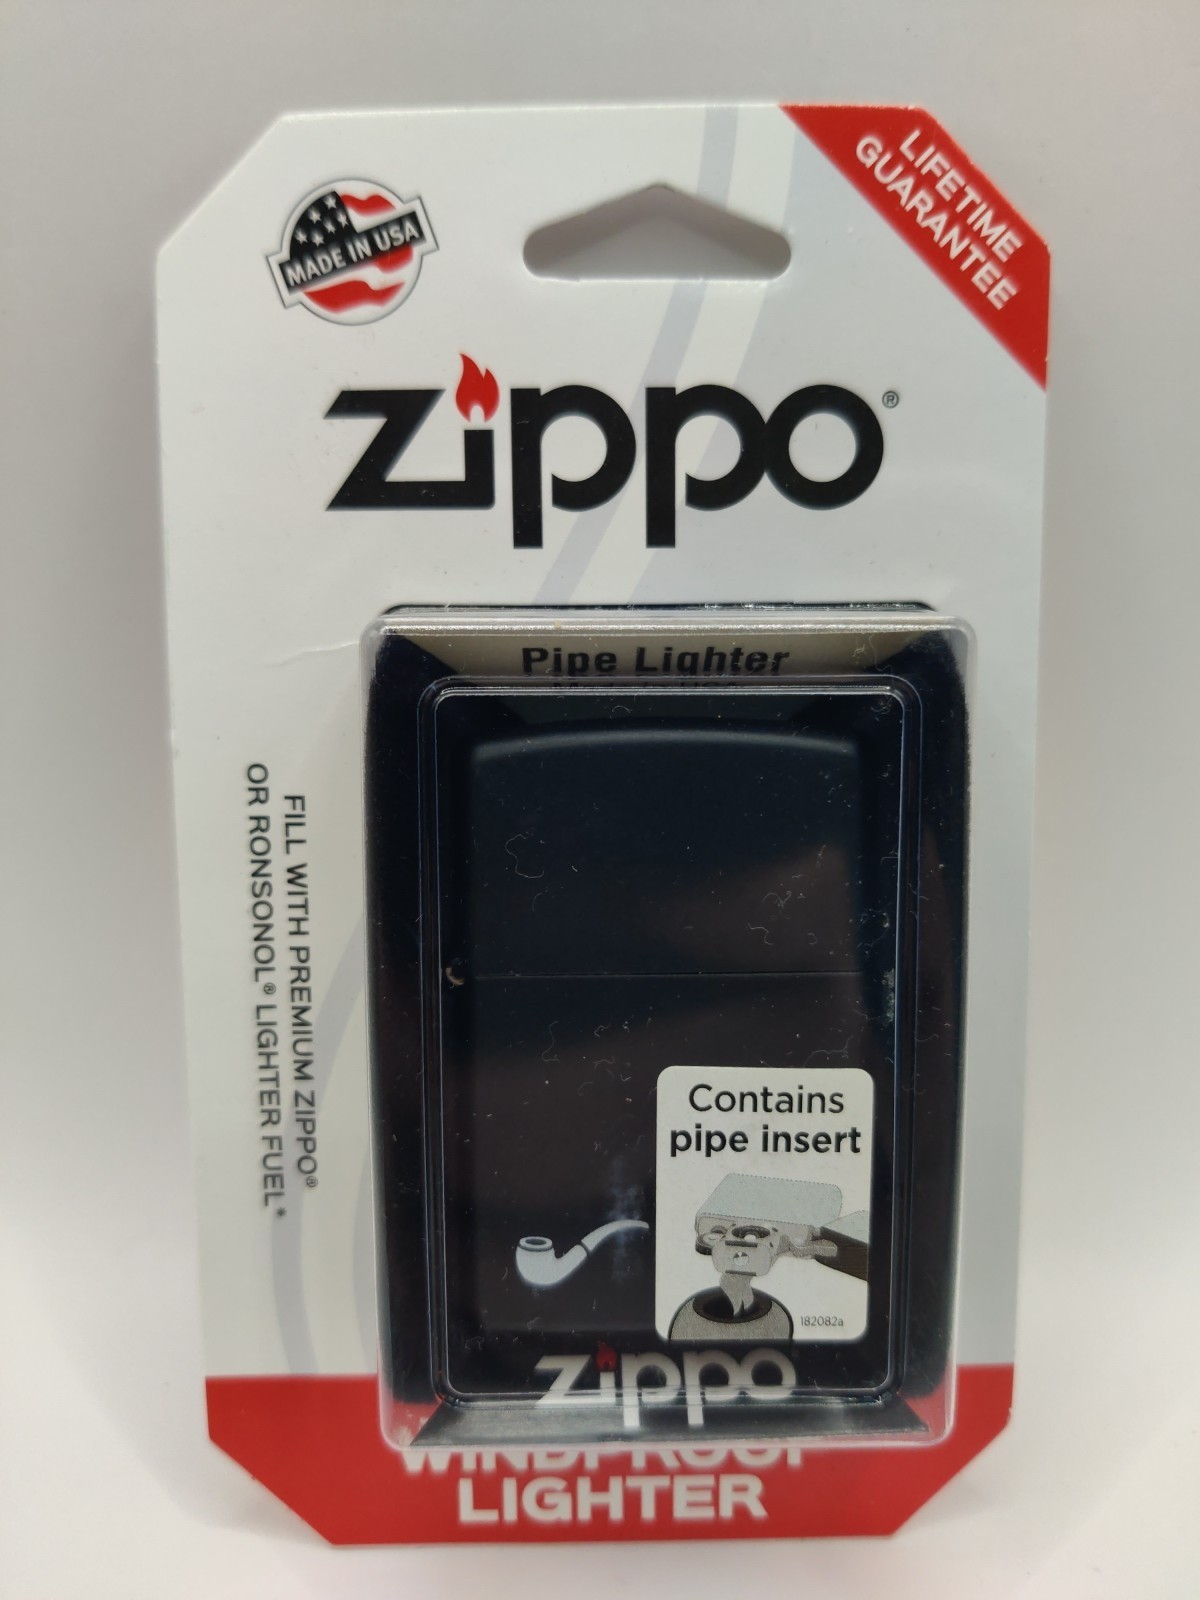 MADE IN USA
LIFETIME
GUARANTEE
zippo®
Pipe Lighter
FILL WITH PREMIUM ZIPPO®
OR RONSONOL® LIGHTER FUEL*
Contains
pipe insert
182082a
zippo
WINDPROOF
LIGHTER